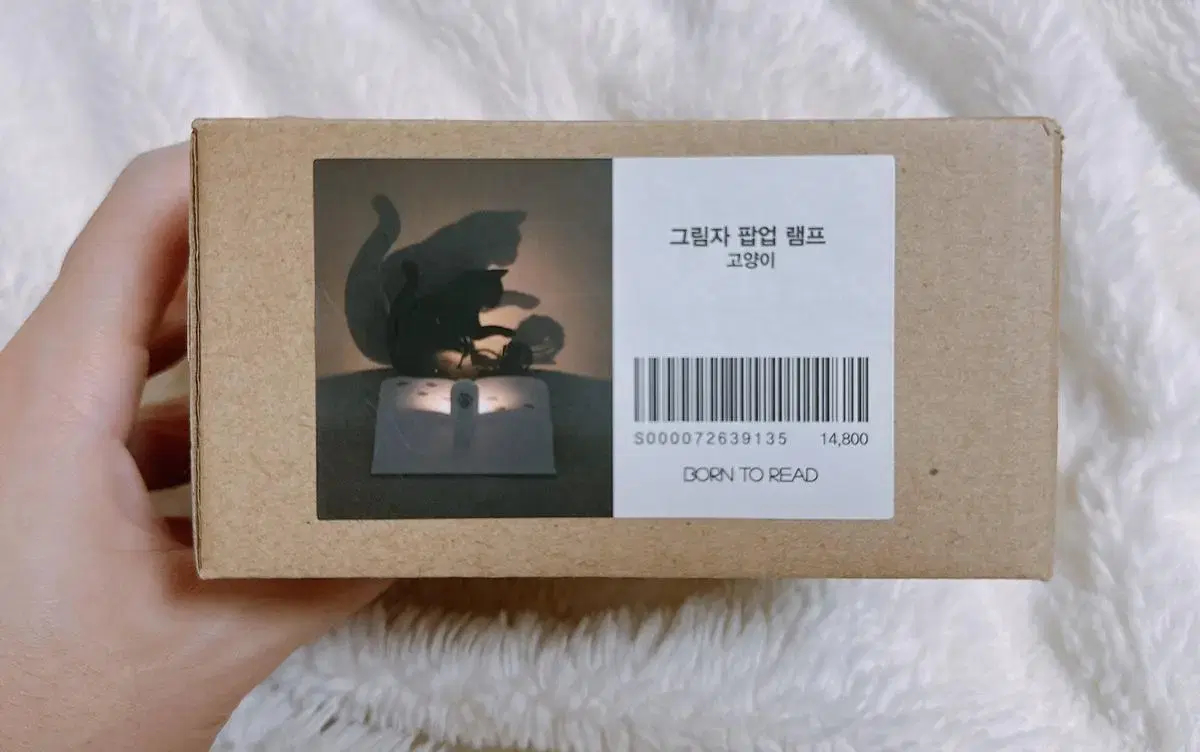 그림자 팝업 램프
고양이
S000072639135 14,800
BORN TO READ